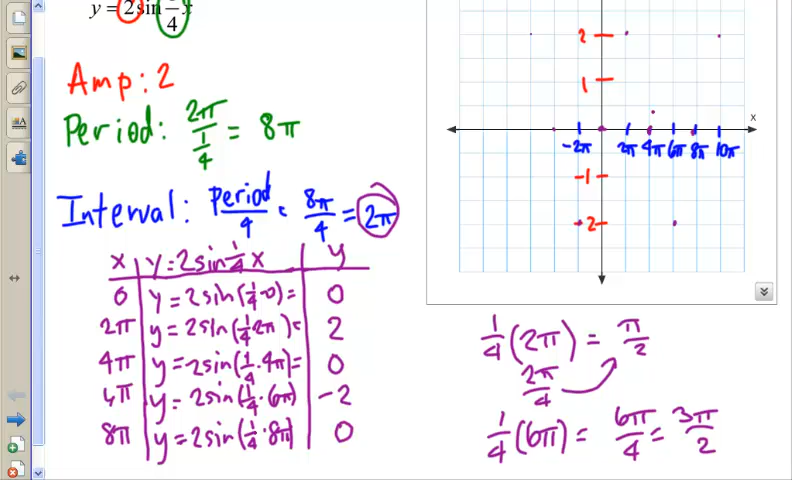 y = 2sin 1/4 x
Amp: 2
Period: 2π/(1/4) = 8π
Interval: Period/4 = 8π/4 = 2π
x | y=2sin 1/4 x | y
0 | y=2sin(1/4·0)= | 0
2π | y=2sin(1/4 2π)= | 2
4π | y=2sin(1/4·4π)= | 0
6π | y=2sin(1/4·6π) | -2
8π | y=2sin(1/4·8π) | 0
2
1
x
-2π 2π 4π 6π 8π 10π
-1
-2
1/4(2π) = π/2
2π/4
1/4(6π) = 6π/4 = 3π/2